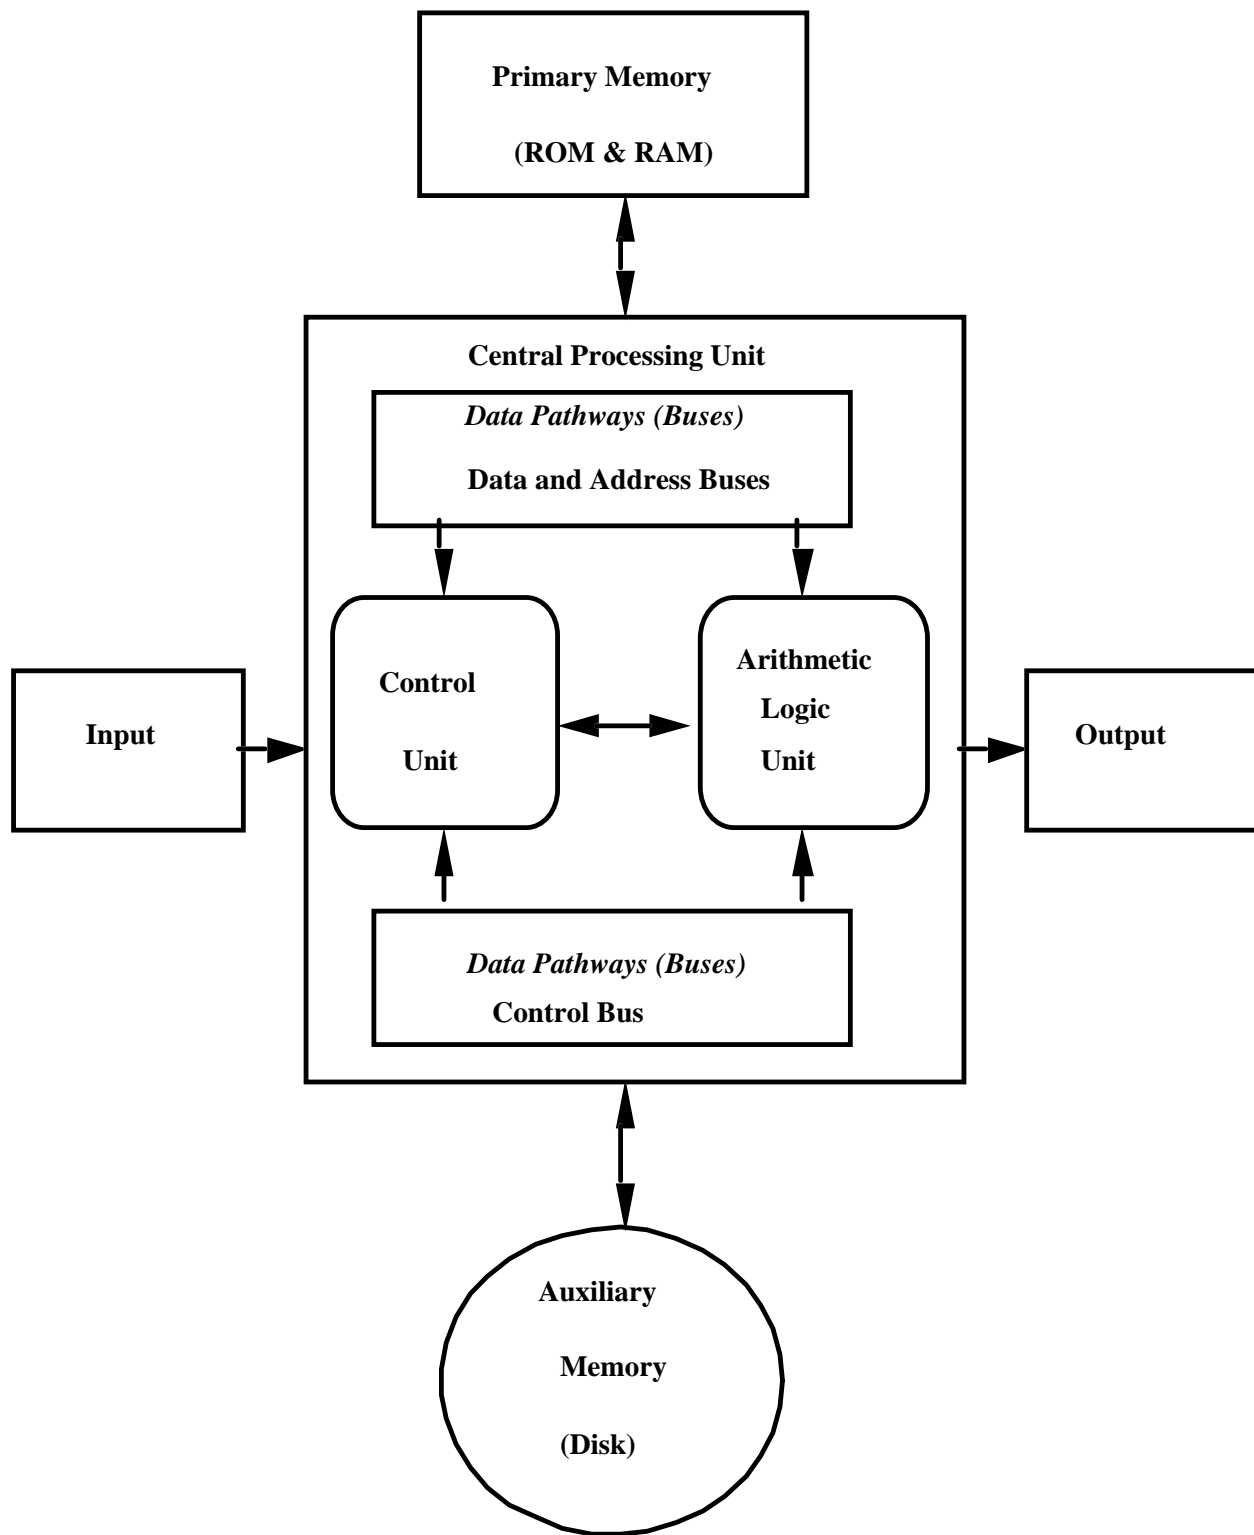 Primary Memory
(ROM & RAM)
Central Processing Unit
Data Pathways (Buses)
Data and Address Buses
Input
Control
Unit
Arithmetic
Logic
Unit
Output
Data Pathways (Buses)
Control Bus
Auxiliary
Memory
(Disk)